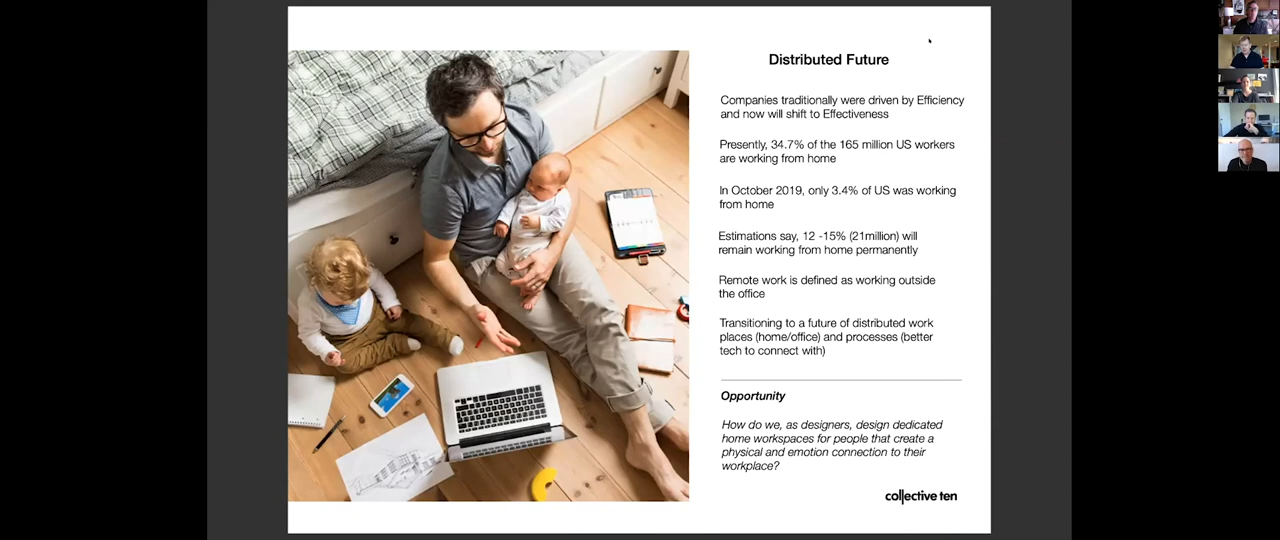 Distributed Future
Companies traditionally were driven by Efficiency
and now will shift to Effectiveness
Presently, 34.7% of the 165 million US workers
are working from home
In October 2019, only 3.4% of US was working
from home
Estimations say, 12 -15% (21million) will
remain working from home permanently
Remote work is defined as working outside
the office
Transitioning to a future of distributed work
places (home/office) and processes (better
tech to connect with)
Opportunity
How do we, as designers, design dedicated
home workspaces for people that create a
physical and emotion connection to their
workplace?
collective ten